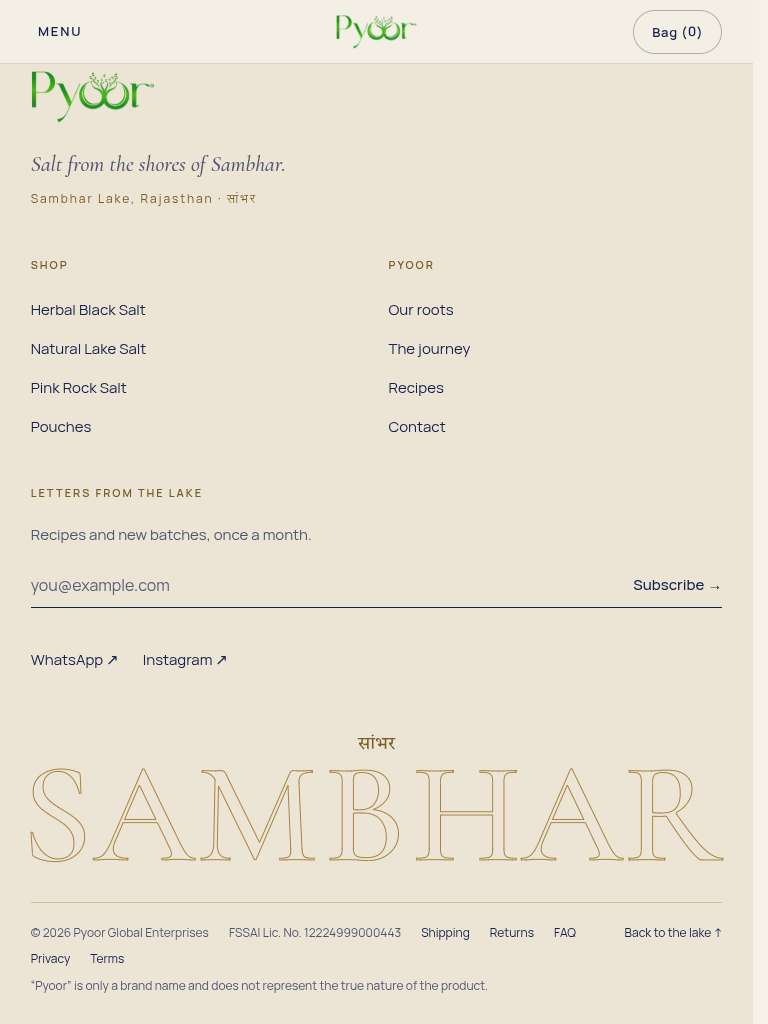 MENU
Pyoor
Bag (0)
Pyoor
Salt from the shores of Sambhar.
Sambhar Lake, Rajasthan · सांभर
SHOP
Herbal Black Salt
Natural Lake Salt
Pink Rock Salt
Pouches
PYOOR
Our roots
The journey
Recipes
Contact
LETTERS FROM THE LAKE
Recipes and new batches, once a month.
you@example.com
Subscribe →
WhatsApp ↗ Instagram ↗
सांभर
SAMBHAR
© 2026 Pyoor Global Enterprises FSSAI Lic. No. 12224999000443 Shipping Returns FAQ Back to the lake ↑
Privacy Terms
“Pyoor” is only a brand name and does not represent the true nature of the product.